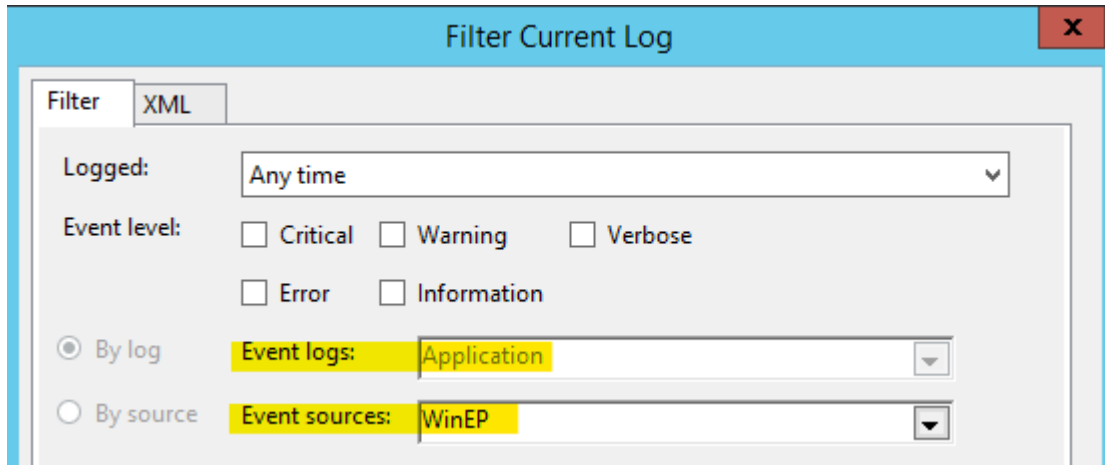 Filter Current Log
x
Filter XML
Logged: Any time
Event level: Critical Warning Verbose
Error Information
By log Event logs: Application
By source Event sources: WinEP